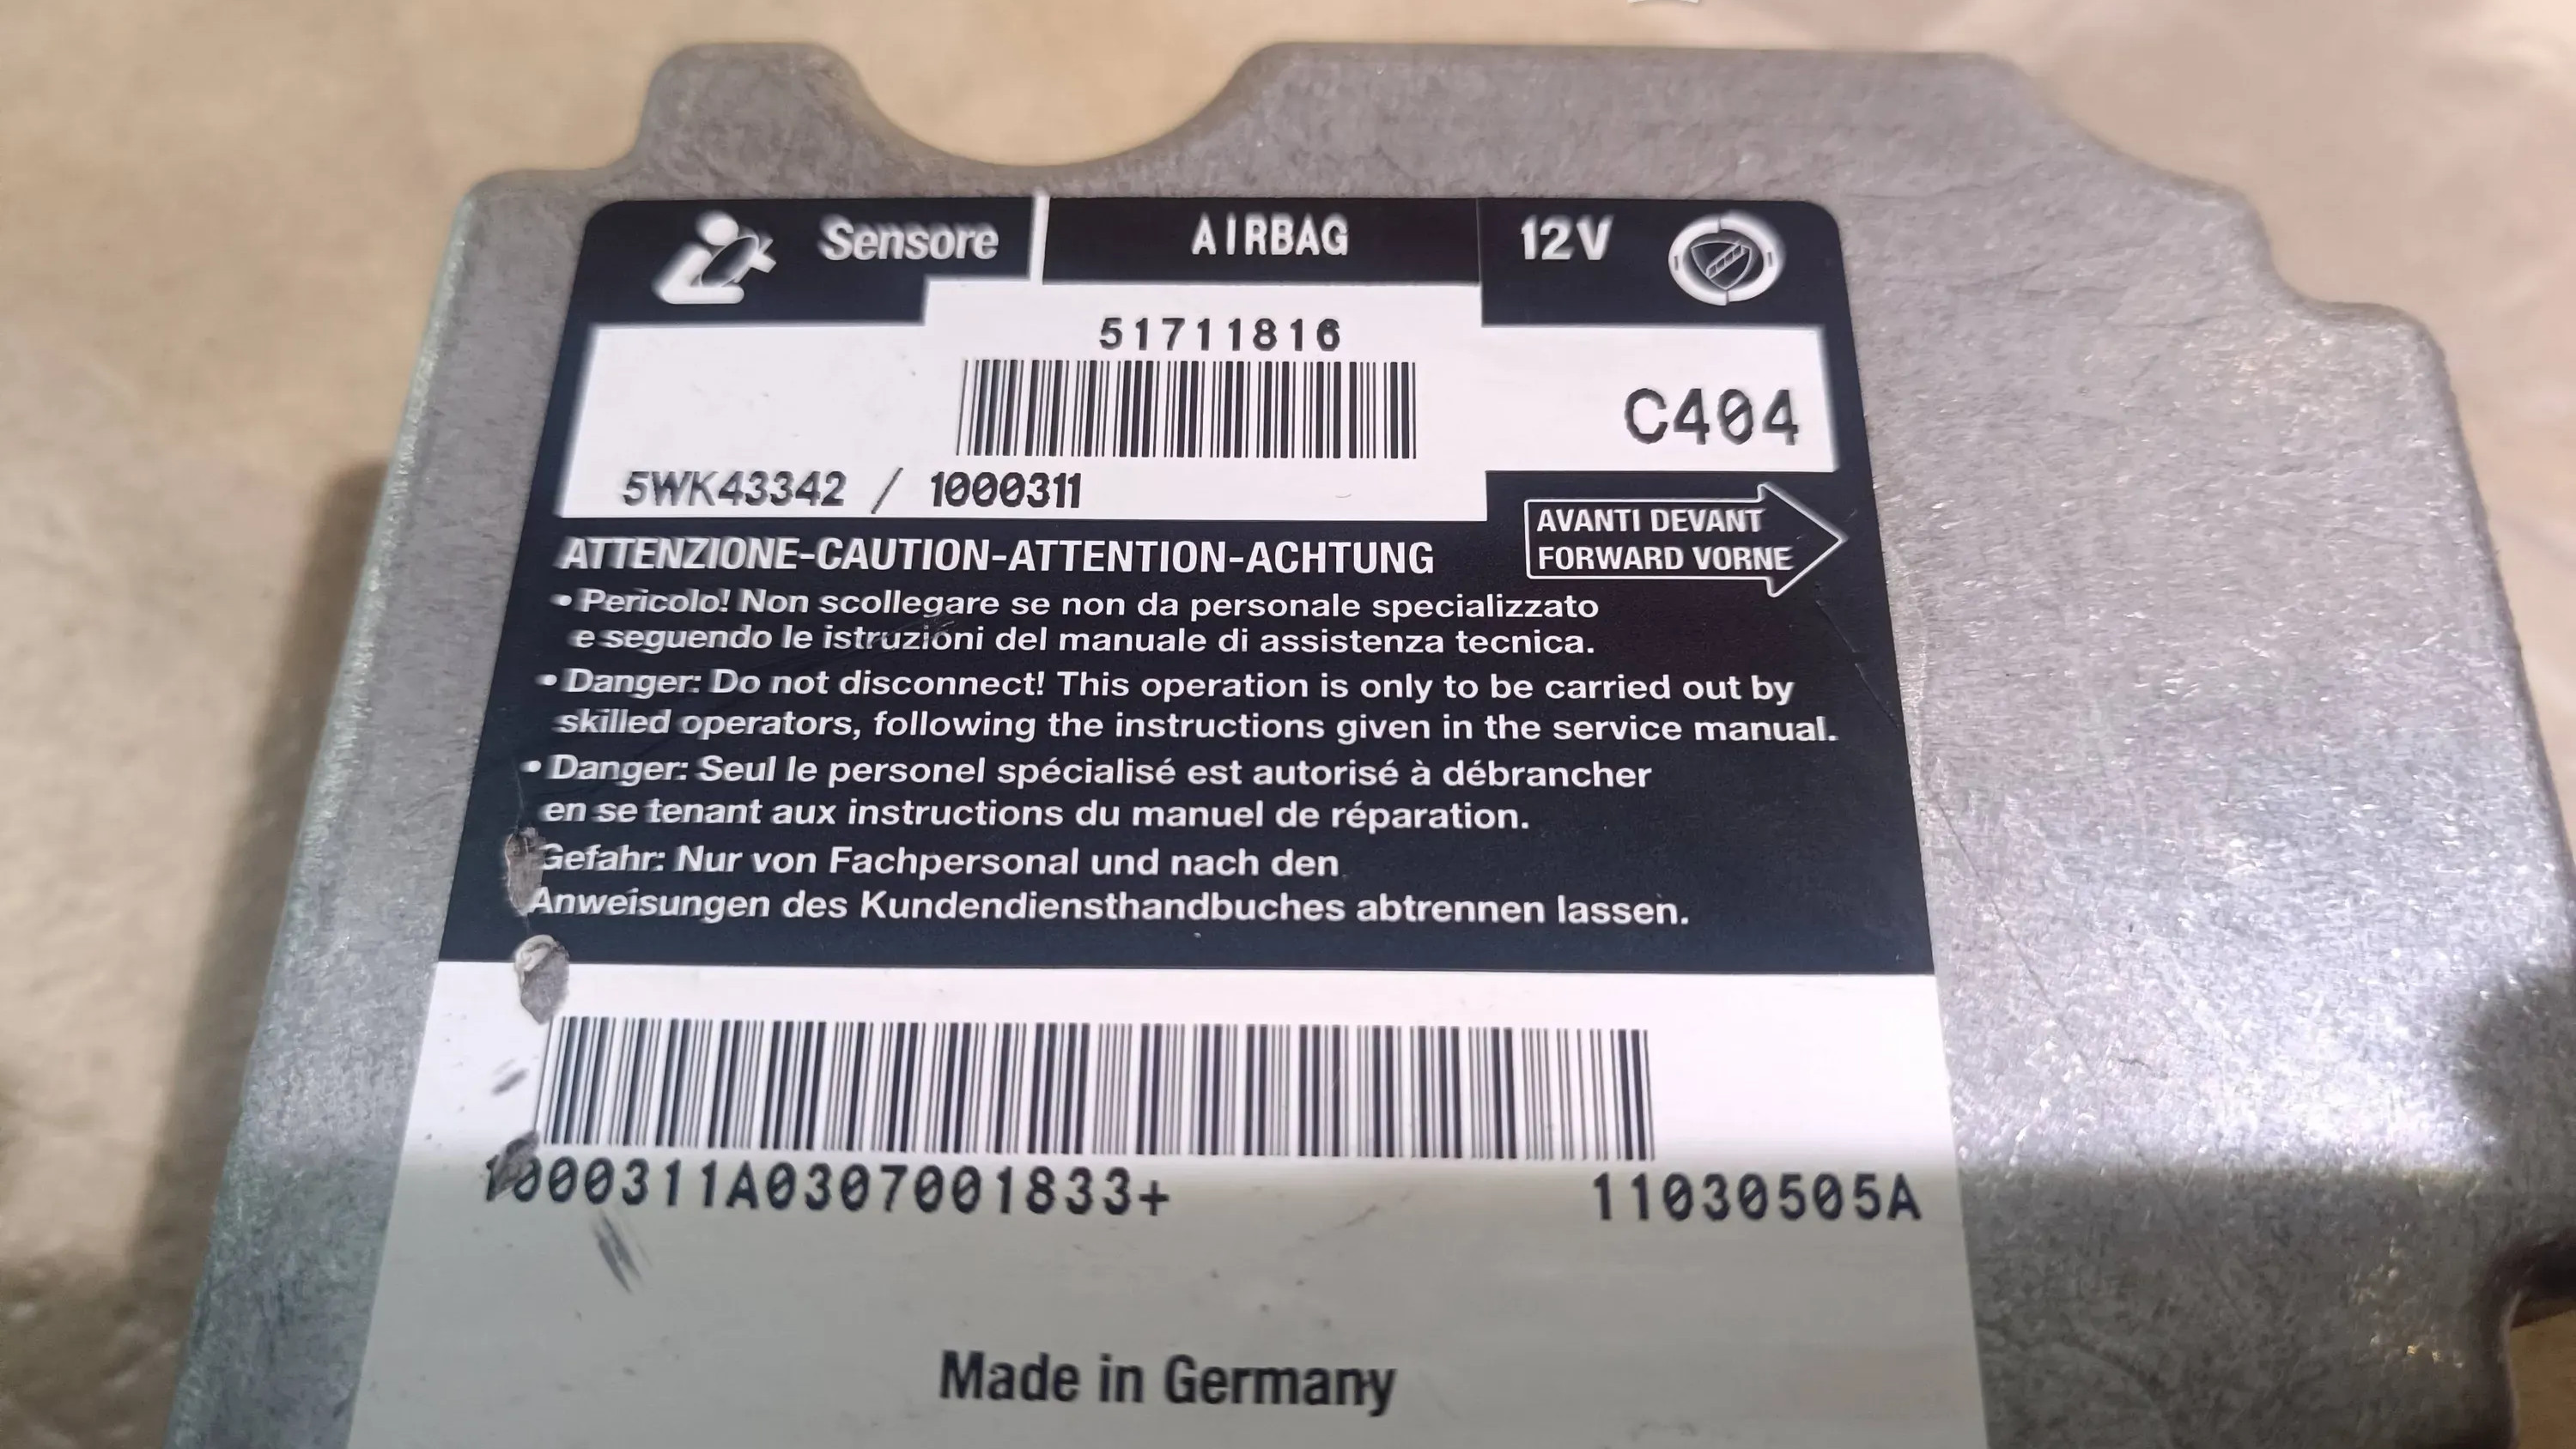 Sensore AIRBAG 12V
51711816
C404
5WK43342 / 1000311
ATTENZIONE-CAUTION-ATTENTION-ACHTUNG
AVANTI DEVANT
FORWARD VORNE
• Pericolo! Non scollegare se non da personale specializzato
e seguendo le istruzioni del manuale di assistenza tecnica.
• Danger: Do not disconnect! This operation is only to be carried out by
skilled operators, following the instructions given in the service manual.
• Danger: Seul le personel spécialisé est autorisé à débrancher
en se tenant aux instructions du manuel de réparation.
Gefahr: Nur von Fachpersonal und nach den
Anweisungen des Kundendiensthandbuches abtrennen lassen.
1000311A0307001833+ 11030505A
Made in Germany